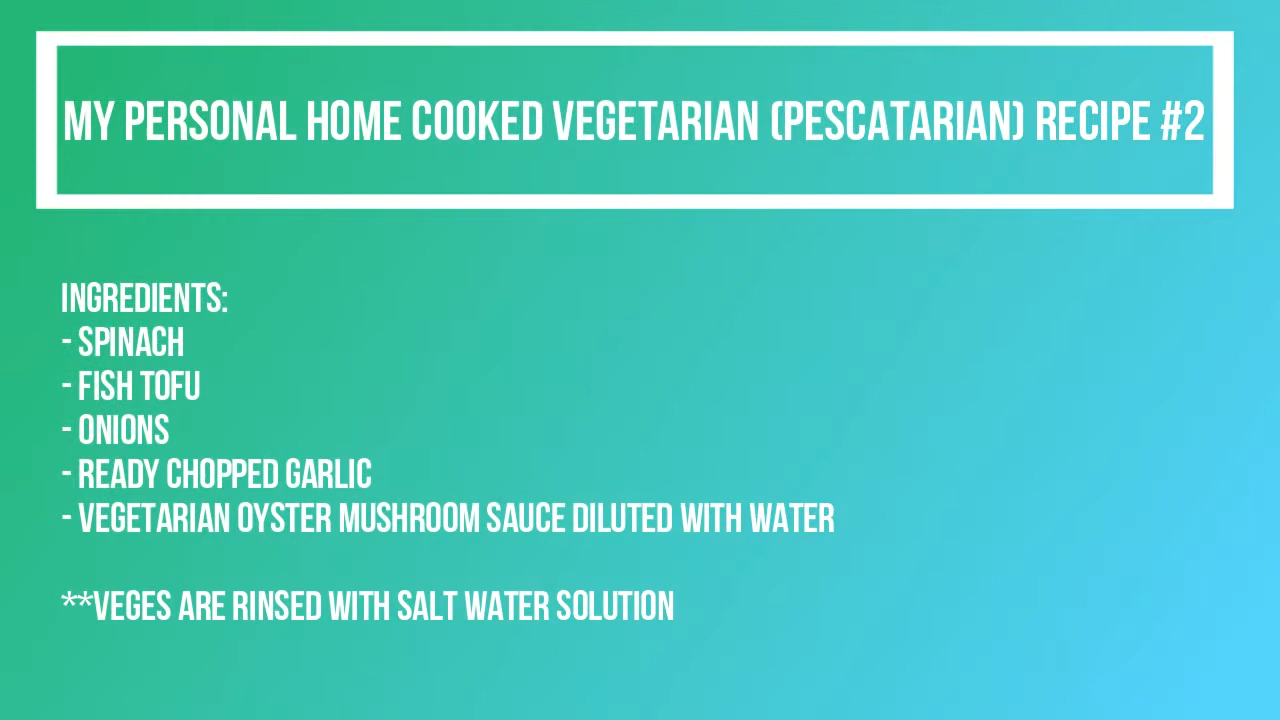 MY PERSONAL HOME COOKED VEGETARIAN (PESCATARIAN) RECIPE #2
INGREDIENTS:
- SPINACH
- FISH TOFU
- ONIONS
- READY CHOPPED GARLIC
- VEGETARIAN OYSTER MUSHROOM SAUCE DILUTED WITH WATER
**VEGES ARE RINSED WITH SALT WATER SOLUTION